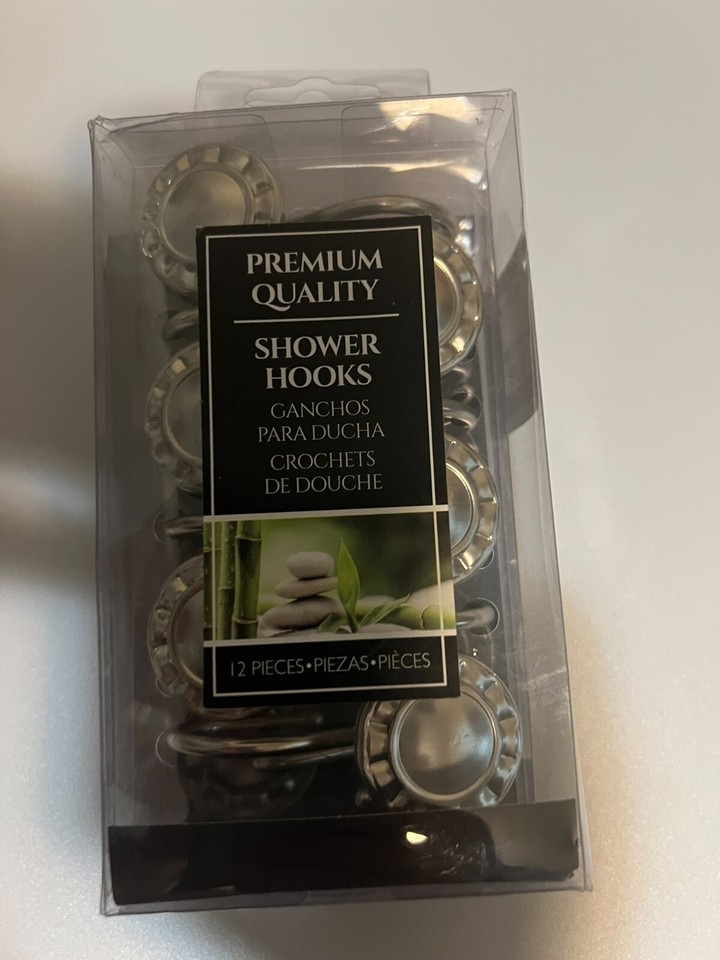 PREMIUM
QUALITY
SHOWER
HOOKS
GANCHOS
PARA DUCHA
CROCHETS
DE DOUCHE
12 PIECES•PIEZAS•PIÈCES